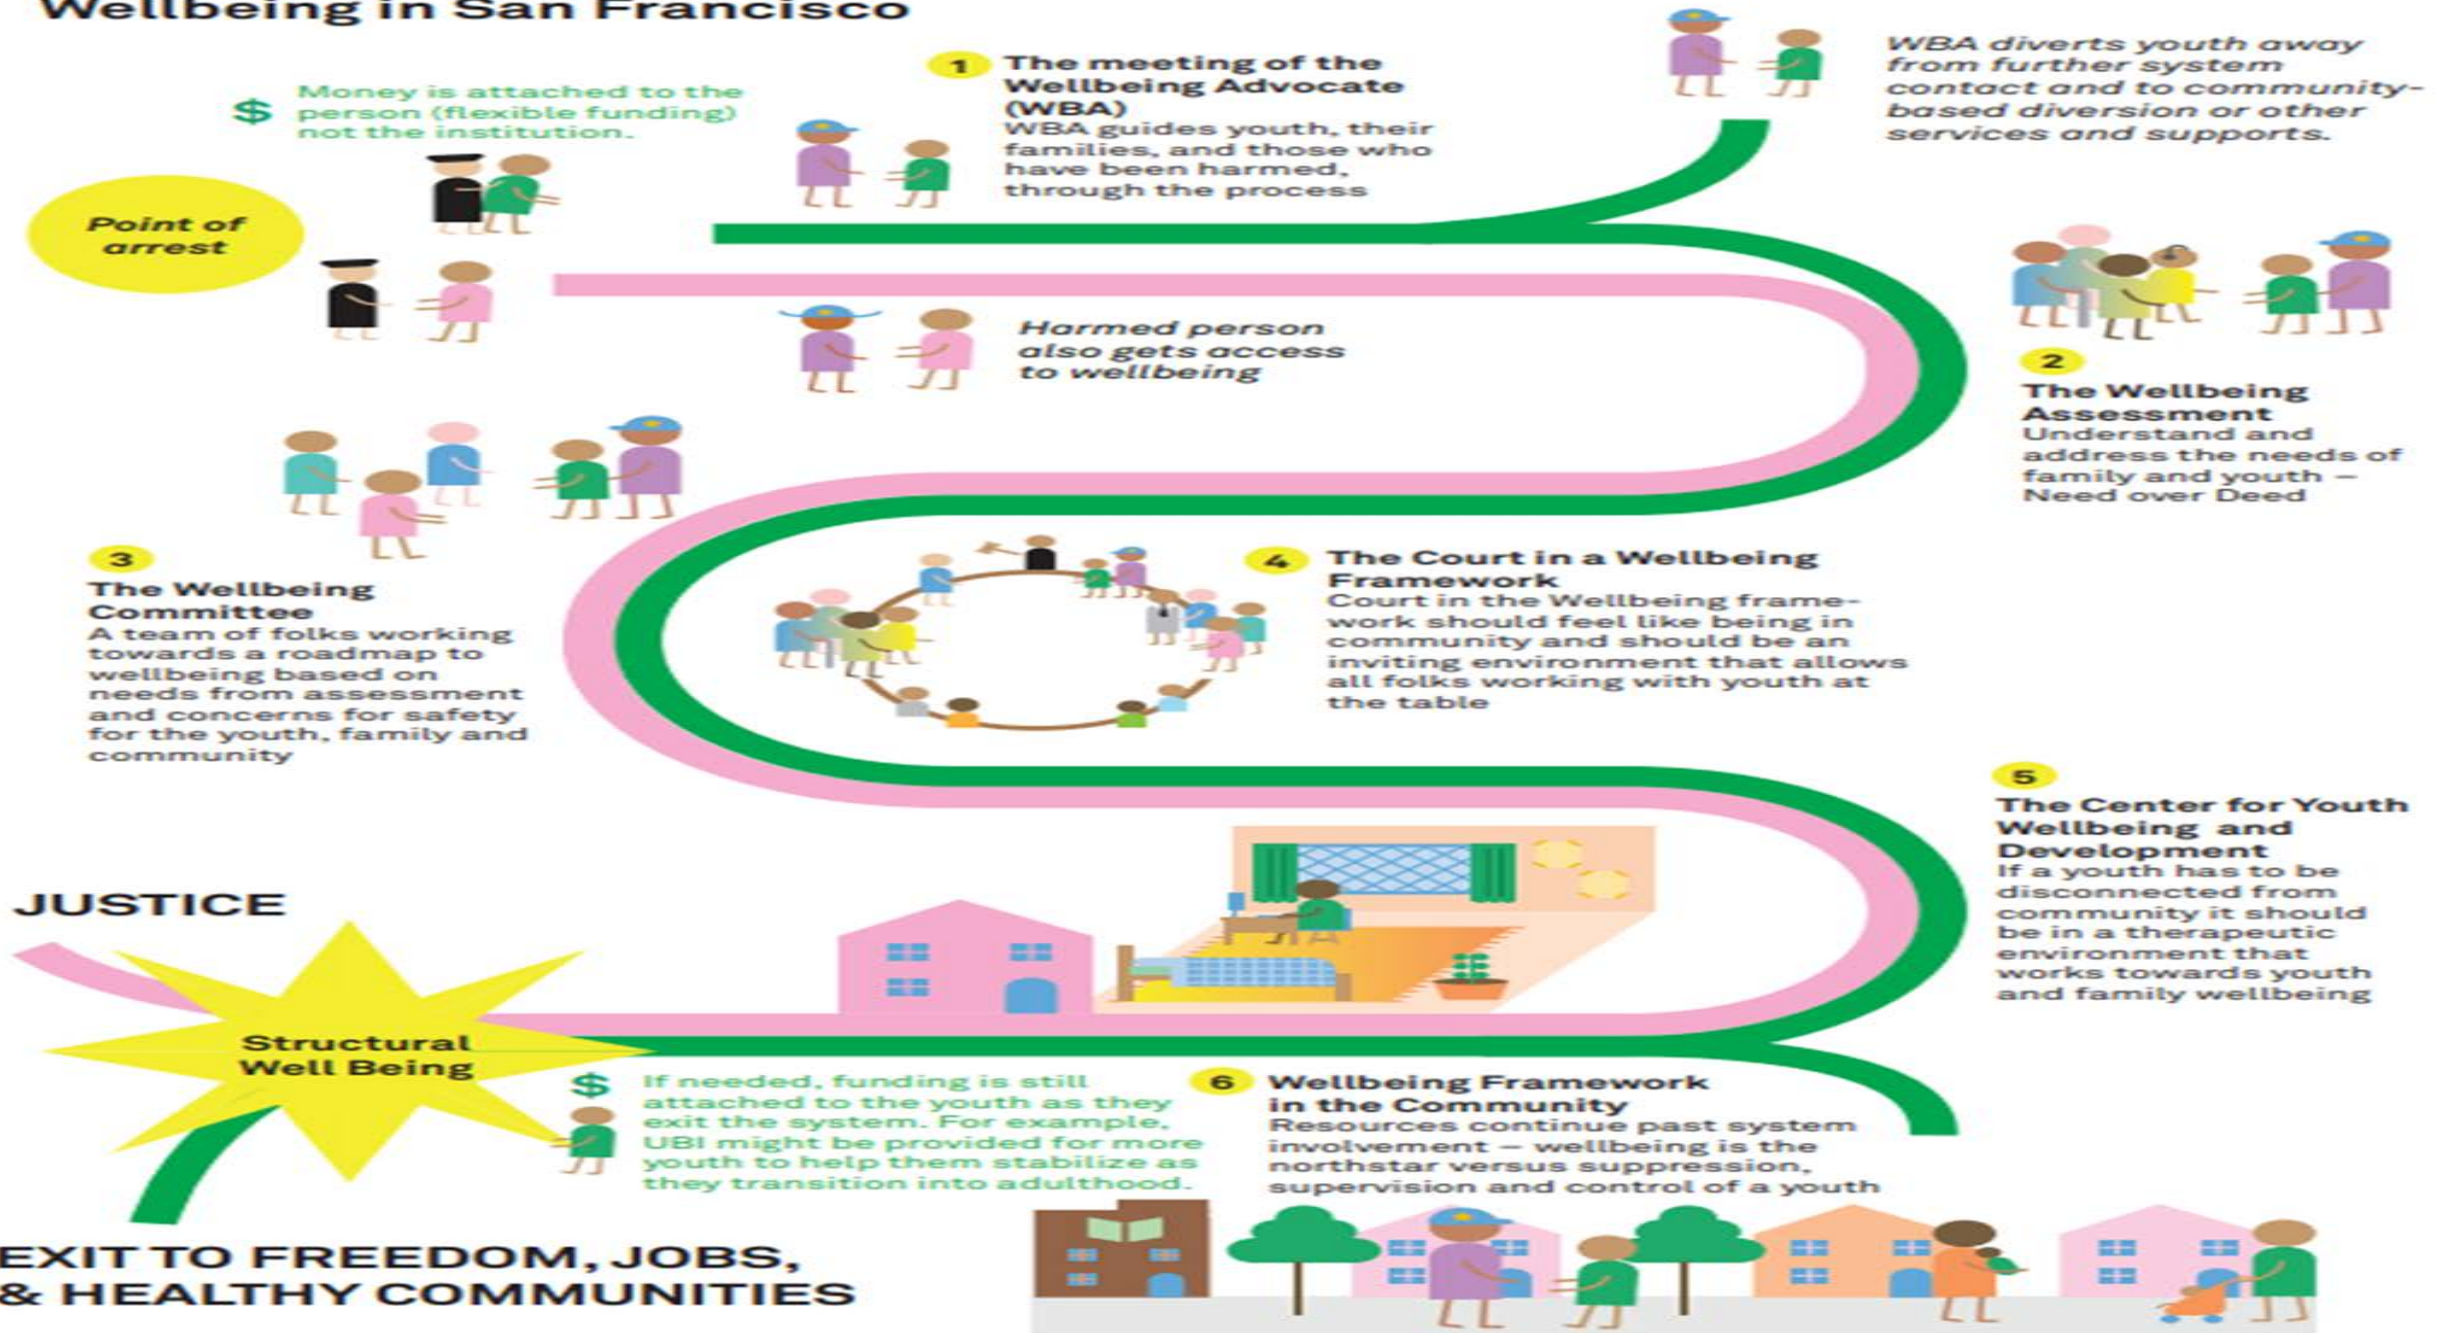 Wellbeing in San Francisco
$
Money is attached to the
person (flexible funding)
not the institution.
Point of
arrest
1
The meeting of the
Wellbeing Advocate
(WBA)
WBA guides youth, their
families, and those who
have been harmed,
through the process
WBA diverts youth away
from further system
contact and to community-
based diversion or other
services and supports.
Harmed person
also gets access
to wellbeing
2
The Wellbeing
Assessment
Understand and
address the needs of
family and youth —
Need over Deed
3
The Wellbeing
Committee
A team of folks working
towards a roadmap to
wellbeing based on
needs from assessment
and concerns for safety
for the youth, family and
community
4
The Court in a Wellbeing
Framework
Court in the Wellbeing frame-
work should feel like being in
community and should be an
inviting environment that allows
all folks working with youth at
the table
5
The Center for Youth
Wellbeing and
Development
If a youth has to be
disconnected from
community it should
be in a therapeutic
environment that
works towards youth
and family wellbeing
JUSTICE
Structural
Well Being
$
If needed, funding is still
attached to the youth as they
exit the system. For example,
UBI might be provided for more
youth to help them stabilize as
they transition into adulthood.
6
Wellbeing Framework
in the Community
Resources continue past system
involvement — wellbeing is the
northstar versus suppression,
supervision and control of a youth
EXIT TO FREEDOM, JOBS,
& HEALTHY COMMUNITIES